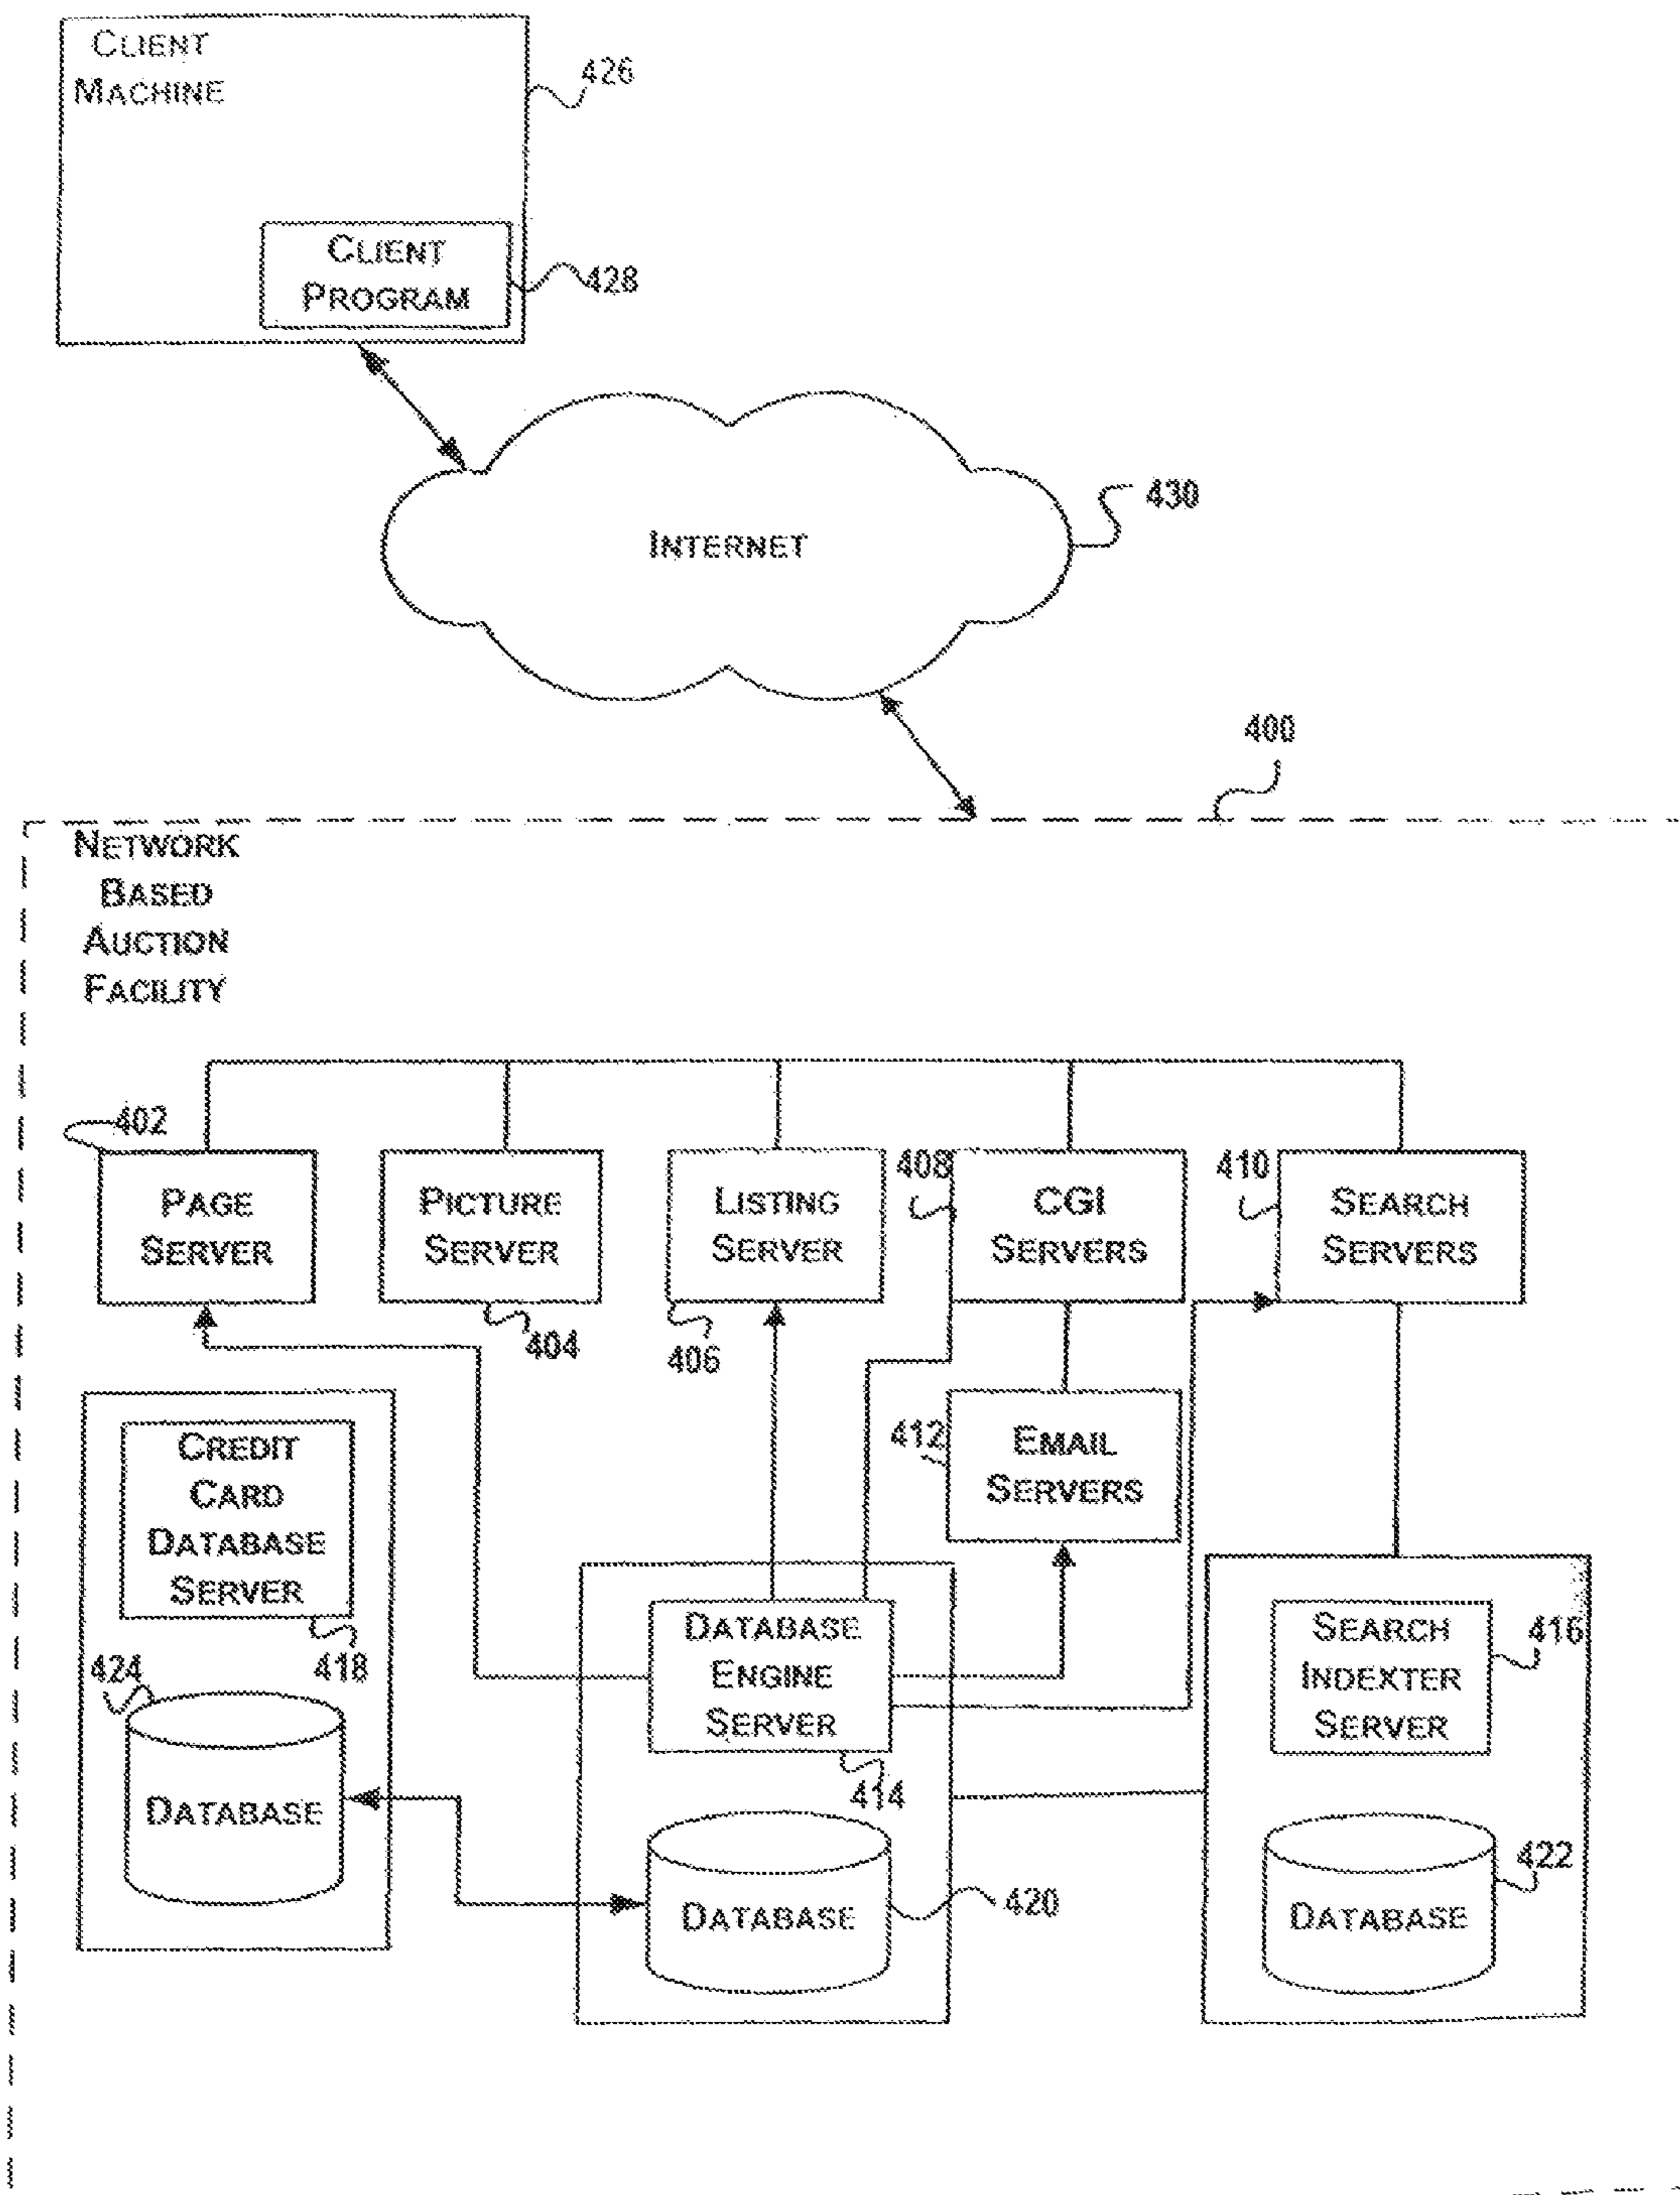 CLIENT
MACHINE
426
CLIENT
PROGRAM
428
INTERNET
430
400
NETWORK
BASED
AUCTION
FACILITY
402
PAGE
SERVER
PICTURE
SERVER
404
LISTING
SERVER
406
408
CGI
SERVERS
410
SEARCH
SERVERS
CREDIT
CARD
DATABASE
SERVER
418
424
DATABASE
412
EMAIL
SERVERS
DATABASE
ENGINE
SERVER
414
DATABASE
420
SEARCH
INDEXTER
SERVER
416
DATABASE
422